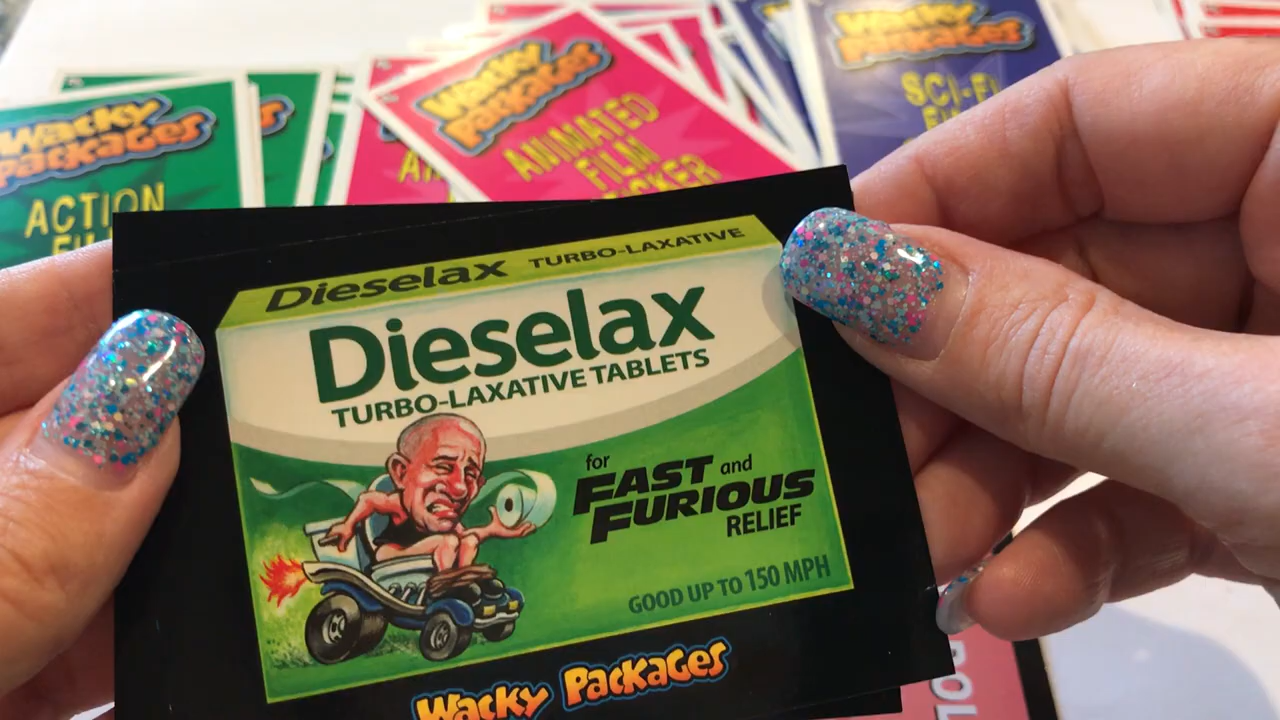 Wacky
Packages
ACTION
Wacky
Packages
ANIMATED
FILM
Wacky
Packages
SCI-FI
Dieselax TURBO-LAXATIVE
Dieselax
TURBO-LAXATIVE TABLETS
for
FAST and
FURIOUS
RELIEF
GOOD UP TO 150 MPH
Wacky Packages